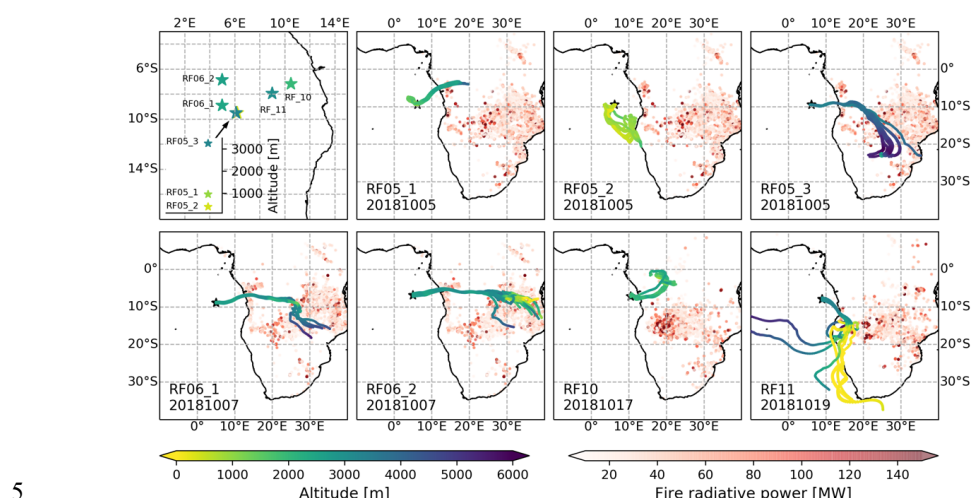 2°E 6°E 10°E 14°E 0° 10°E 20°E 30°E 0° 10°E 20°E 30°E 0° 10°E 20°E 30°E
6°S
10°S
14°S
RF06_2
RF06_1
RF_10
RF_11
RF05_3
RF05_1
RF05_2
3000
2000
1000
Altitude [m]
RF05_1
20181005
RF05_2
20181005
RF05_3
20181005
0°
10°S
20°S
30°S
0°
10°S
20°S
30°S
RF06_1
20181007
RF06_2
20181007
RF10
20181017
RF11
20181019
0° 10°E 20°E 30°E 0° 10°E 20°E 30°E 0° 10°E 20°E 30°E 0° 10°E 20°E 30°E
0°
10°S
20°S
30°S
0 1000 2000 3000 4000 5000 6000
Altitude [m]
20 40 60 80 100 120 140
Fire radiative power [MW]
5